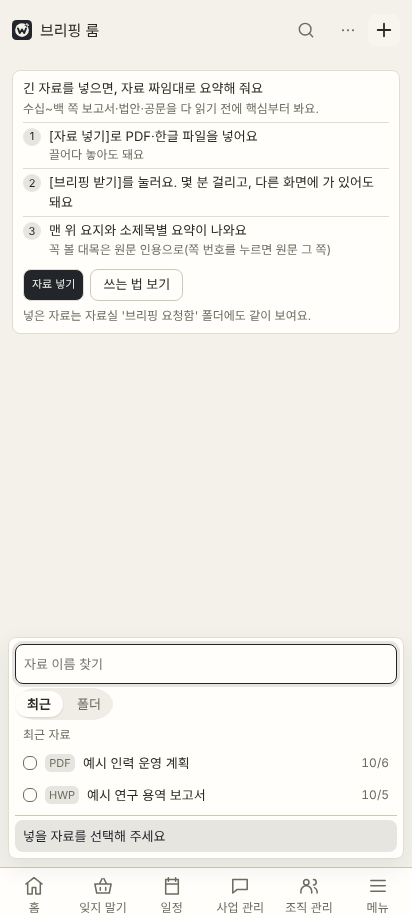 브리핑 룸
긴 자료를 넣으면, 자료 짜임대로 요약해 줘요
수십~백 쪽 보고서·법안·공문을 다 읽기 전에 핵심부터 봐요.
1 [자료 넣기]로 PDF·한글 파일을 넣어요
끌어다 놓아도 돼요
2 [브리핑 받기]를 눌러요. 몇 분 걸리고, 다른 화면에 가 있어도
돼요
3 맨 위 요지와 소제목별 요약이 나와요
꼭 볼 대목은 원문 인용으로(쪽 번호를 누르면 원문 그 쪽)
자료 넣기 쓰는 법 보기
넣은 자료는 자료실 '브리핑 요청함' 폴더에도 같이 보여요.
자료 이름 찾기
최근 폴더
최근 자료
PDF 예시 인력 운영 계획 10/6
HWP 예시 연구 용역 보고서 10/5
넣을 자료를 선택해 주세요
홈 잊지 말기 일정 사업 관리 조직 관리 메뉴